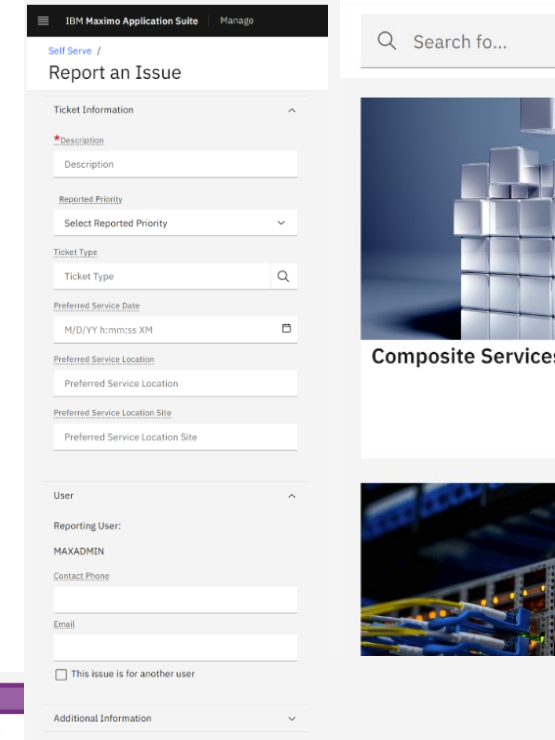 IBM Maximo Application Suite Manage
Self Serve /
Report an Issue
Ticket Information
*Description
Description
Reported Priority
Select Reported Priority
Ticket Type
Ticket Type
Preferred Service Date
M/D/YY h:mm:ss XM
Preferred Service Location
Preferred Service Location
Preferred Service Location Site
Preferred Service Location Site
User
Reporting User:
MAXADMIN
Contact Phone
Email
This issue is for another user
Additional Information
Search fo...
Composite Services